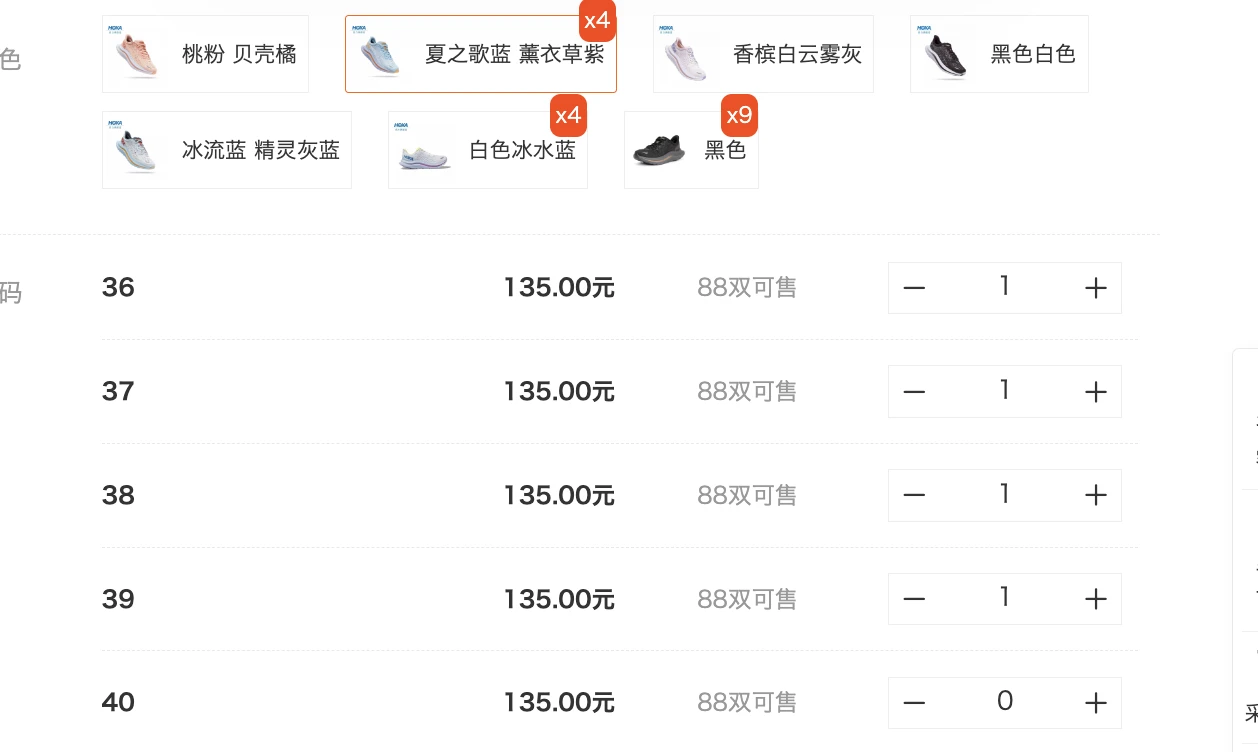 色
桃粉 贝壳橘
x4
夏之歌蓝 薰衣草紫
香槟白云雾灰
黑色白色
冰流蓝 精灵灰蓝
x4
白色冰水蓝
x9
黑色
码
36 135.00元 88双可售 — 1 +
37 135.00元 88双可售 — 1 +
38 135.00元 88双可售 — 1 +
39 135.00元 88双可售 — 1 +
40 135.00元 88双可售 — 0 +
HOKA
HOKA
HOKA
HOKA
HOKA
HOKA